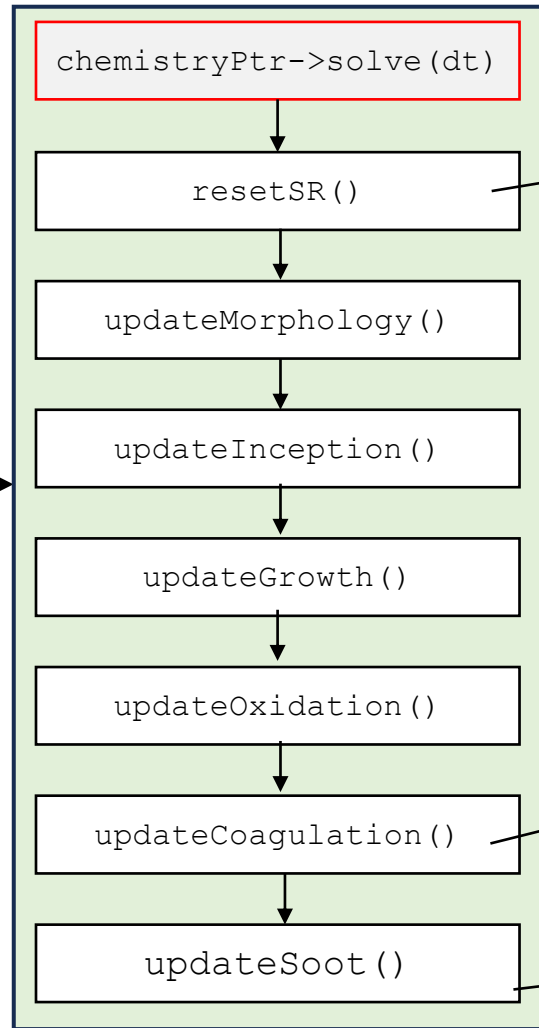 chemistryPtr->solve(dt)
resetSR()
updateMorphology()
updateInception()
updateGrowth()
updateOxidation()
updateCoagulation()
updateSoot()